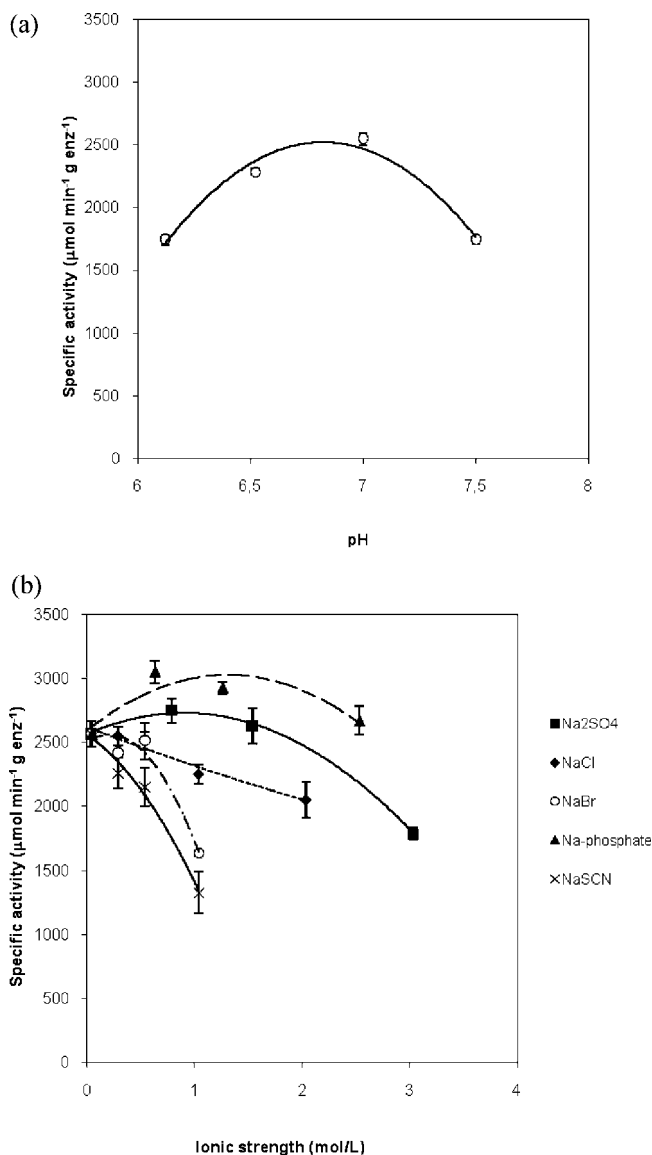 (a)
3500
3000
2500
2000
1500
1000
500
0
Specific activity (µmol min⁻¹ g enz⁻¹)
6
6,5
7
7,5
8
pH
(b)
3500
3000
2500
2000
1500
1000
500
0
Specific activity (µmol min⁻¹ g enz⁻¹)
0
1
2
3
4
Ionic strength (mol/L)
Na2SO4
NaCl
NaBr
Na-phosphate
NaSCN